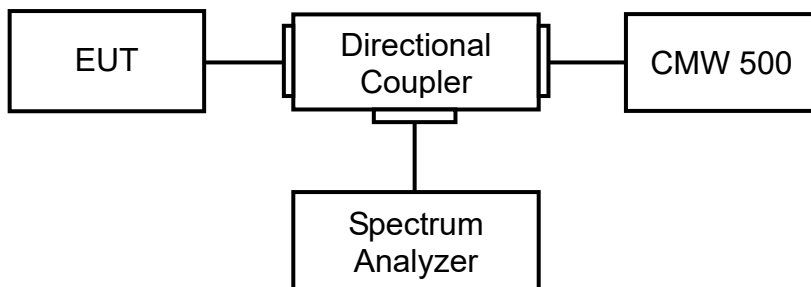 EUT
Directional
Coupler
CMW 500
Spectrum
Analyzer